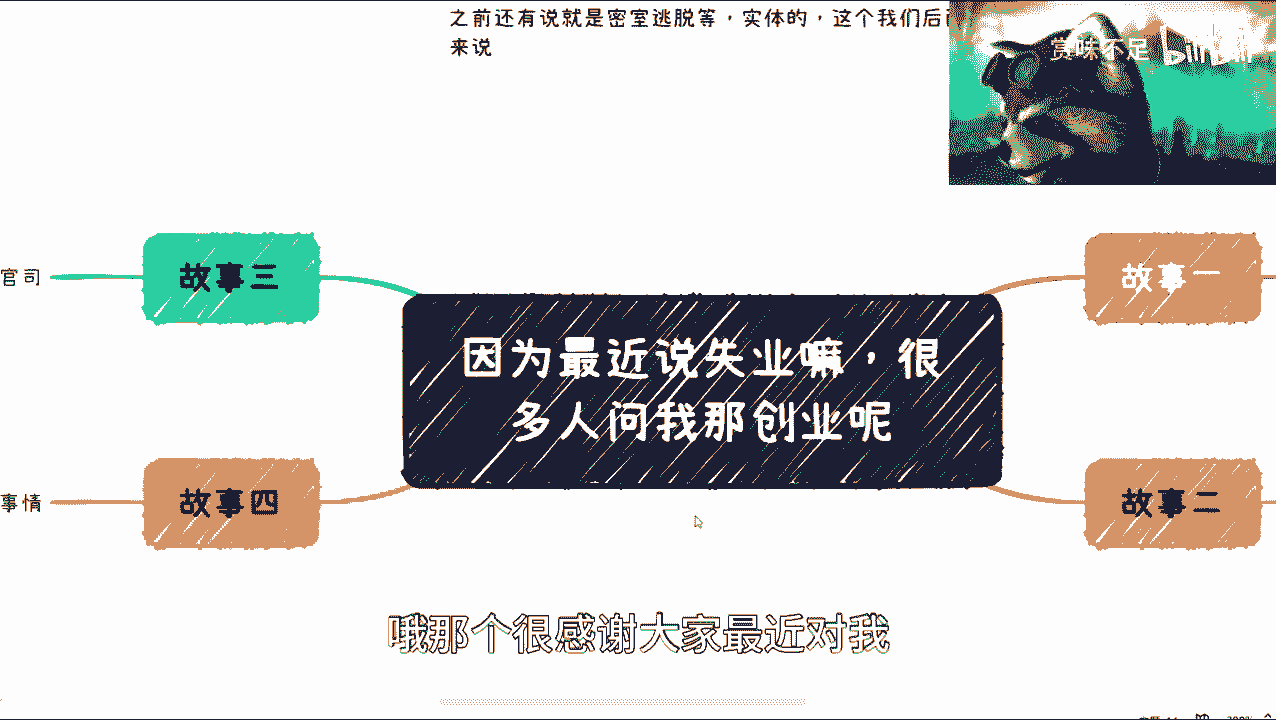 之前还有说就是密室逃脱等，实体的，这个我们后
来说
赏味不足 bilibili
官司
故事三
故事一
因为最近说失业嘛，很
多人问我那创业呢
事情
故事四
故事二
哦那个很感谢大家最近对我